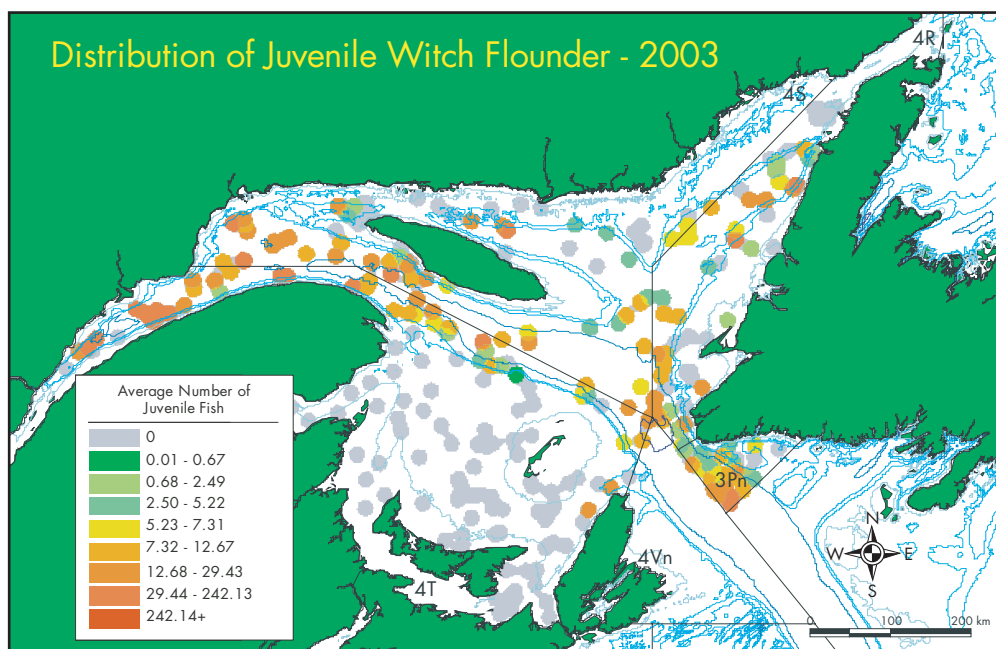 Distribution of Juvenile Witch Flounder - 2003
4R
4S
3Pn
4Vn
4T
Average Number of
Juvenile Fish
0
0.01 - 0.67
0.68 - 2.49
2.50 - 5.22
5.23 - 7.31
7.32 - 12.67
12.68 - 29.43
29.44 - 242.13
242.14+
N
W E
S
0 100 200 km